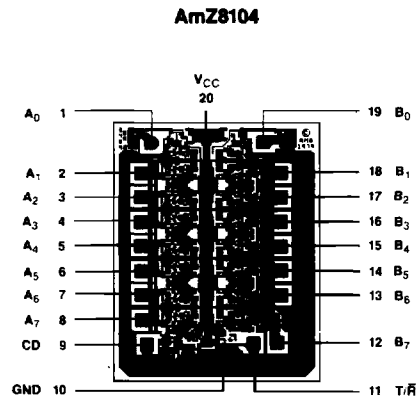 AmZ8104
VCC
20
A0 1
19 B0
© AMD
1979
A1 2
18 B1
A2 3
17 B2
A3 4
16 B3
A4 5
15 B4
A5 6
14 B5
A6 7
13 B6
A7 8
CD 9
12 B7
GND 10
11 T/R̅